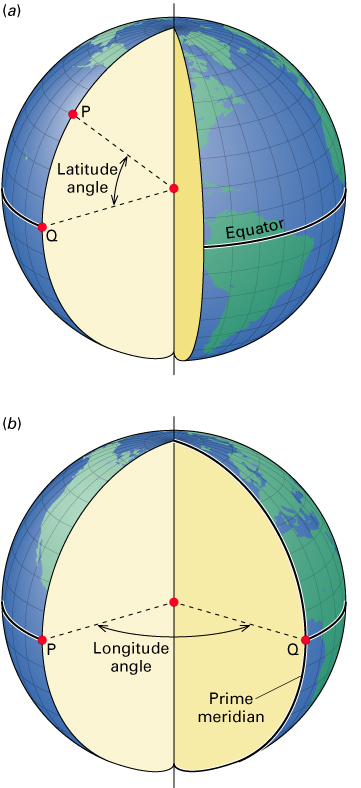 (a)
P
Latitude
angle
Q
Equator
(b)
P
Longitude
angle
Q
Prime
meridian